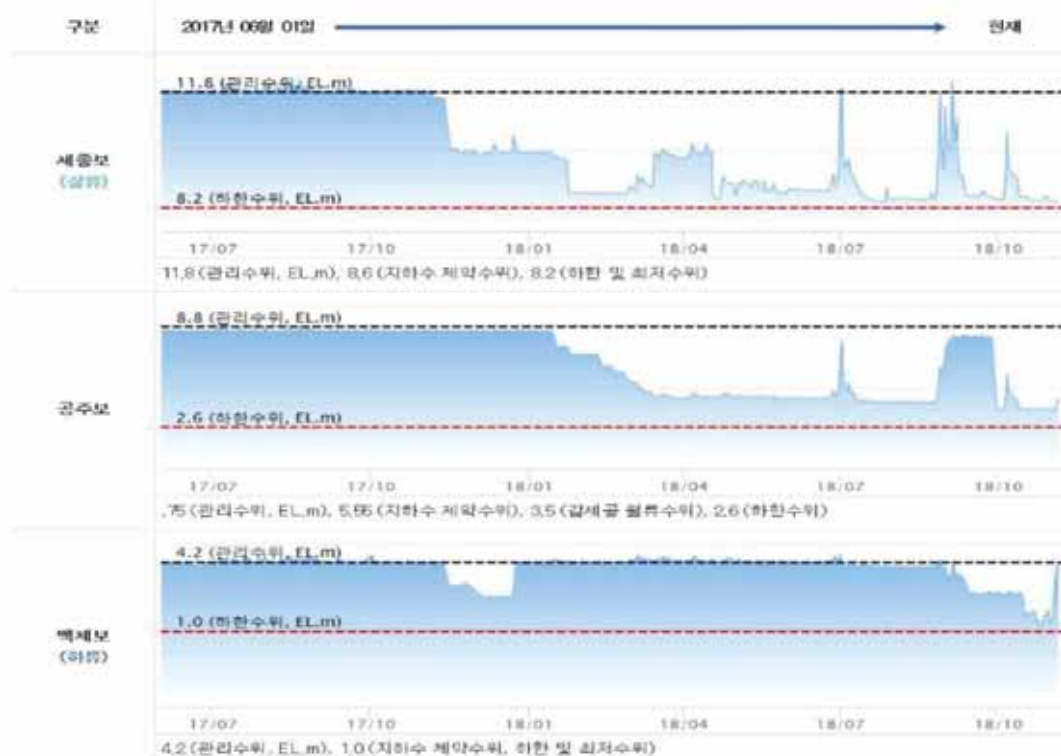 구분 2017년 06월 01일 현재
11.8 (관리수위, EL.m)
세종보
(상류)
8.2 (하한수위, EL.m)
17/07 17/10 18/01 18/04 18/07 18/10
11.8 (관리수위, EL.m), 8.6 (지하수 제약수위), 8.2 (하한 및 최저수위)
8.8 (관리수위, EL.m)
공주보
2.6 (하한수위, EL.m)
17/07 17/10 18/01 18/04 18/07 18/10
.75 (관리수위, EL.m), 5.55 (지하수 제약수위), 3.5 (갑세골 월류수위), 2.6 (하한수위)
4.2 (관리수위, EL.m)
1.0 (하한수위, EL.m)
백제보
(하류)
17/07 17/10 18/01 18/04 18/07 18/10
4.2 (관리수위, EL.m), 1.0 (지하수 제약수위, 하한 및 최저수위)